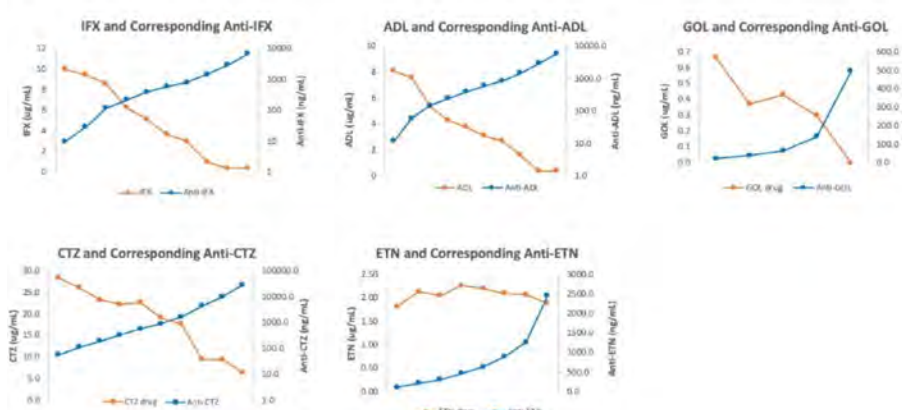 IFX and Corresponding Anti-IFX
12
10
8
6
4
2
0
IFX (ug/mL)
10000
1000
100
10
1
Anti-IFX (ng/mL)
IFX
Anti-IFX
ADL and Corresponding Anti-ADL
10
8
6
4
2
0
ADL (ug/mL)
10000.0
1000.0
100.0
10.0
1.0
Anti-ADL (ng/mL)
ADL
Anti-ADL
GOL and Corresponding Anti-GOL
0.7
0.6
0.5
0.4
0.3
0.2
0.1
0.0
GOL (ug/mL)
600.0
500.0
400.0
300.0
200.0
100.0
0.0
GOL drug
Anti-GOL
CTZ and Corresponding Anti-CTZ
30.0
25.0
20.0
15.0
10.0
5.0
0.0
CTZ (ug/mL)
100000.0
10000.0
1000.0
100.0
10.0
1.0
Anti-CTZ (ng/mL)
CTZ drug
Anti-CTZ
ETN and Corresponding Anti-ETN
2.50
2.00
1.50
1.00
0.50
0.00
ETN (ug/mL)
3000.0
2500.0
2000.0
1500.0
1000.0
500.0
0.0
Anti-ETN (ng/mL)